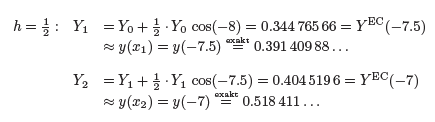 h = 1/2 : Y₁ = Y₀ + 1/2 · Y₀ cos(−8) = 0.344 765 66 = Y^EC(−7.5)
≈ y(x₁) = y(−7.5) =^exakt 0.391 409 88 …
Y₂ = Y₁ + 1/2 · Y₁ cos(−7.5) = 0.404 519 6 = Y^EC(−7)
≈ y(x₂) = y(−7) =^exakt 0.518 411 …